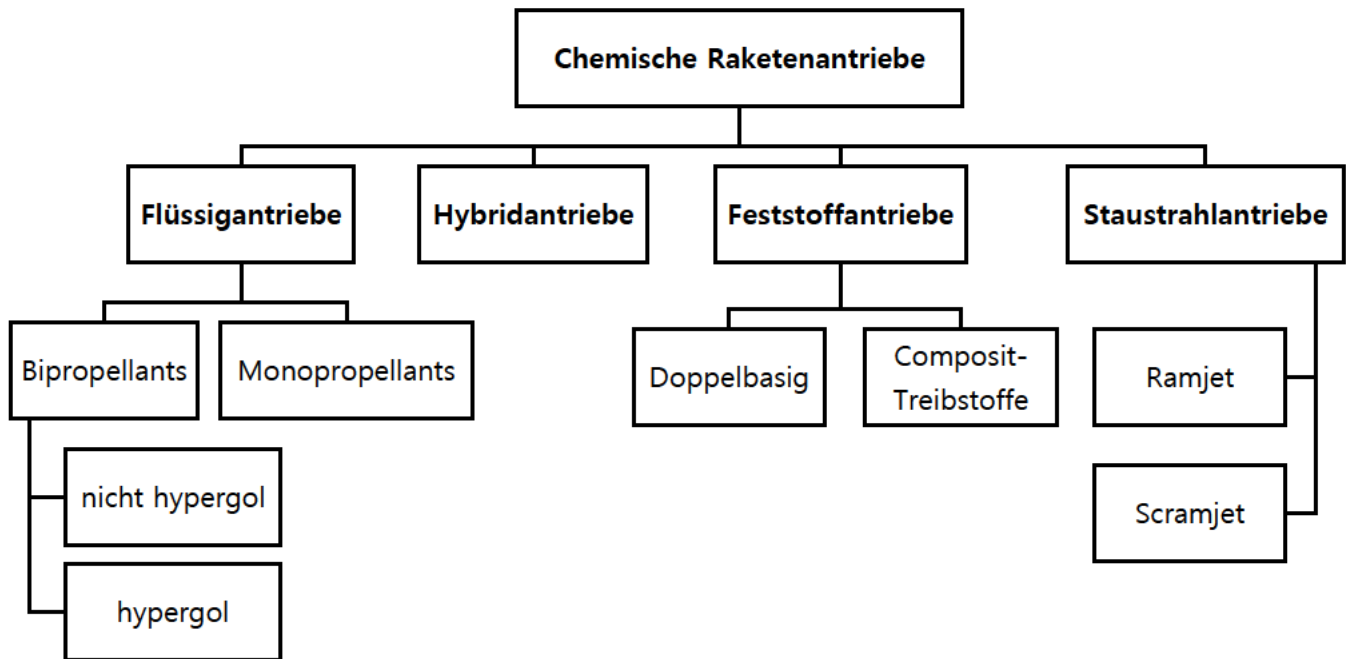 Chemische Raketenantriebe
Flüssigantriebe
Hybridantriebe
Feststoffantriebe
Staustrahlantriebe
Bipropellants
Monopropellants
Doppelbasig
Composit-
Treibstoffe
Ramjet
nicht hypergol
Scramjet
hypergol